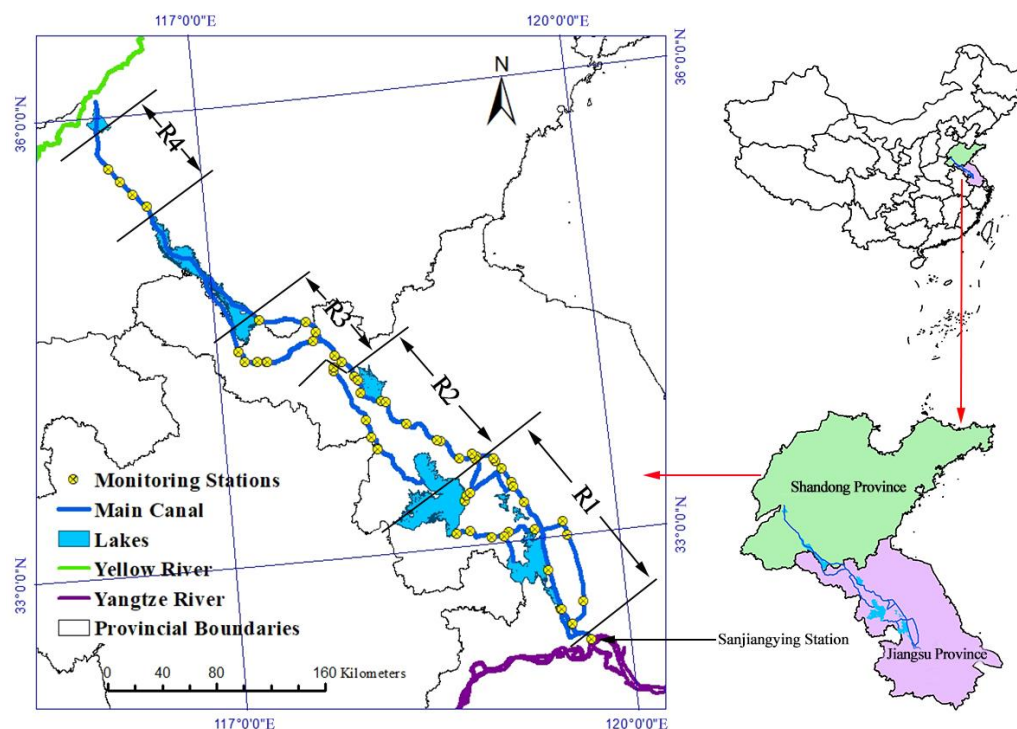 117°0'0"E
120°0'0"E
36°0'0"N
36°0'0"N
N
R4
R3
R2
R1
Monitoring Stations
Main Canal
Lakes
Yellow River
Yangtze River
Provincial Boundaries
0 40 80 160 Kilometers
33°0'0"N
33°0'0"N
Sanjiangying Station
117°0'0"E
120°0'0"E
Shandong Province
Jiangsu Province